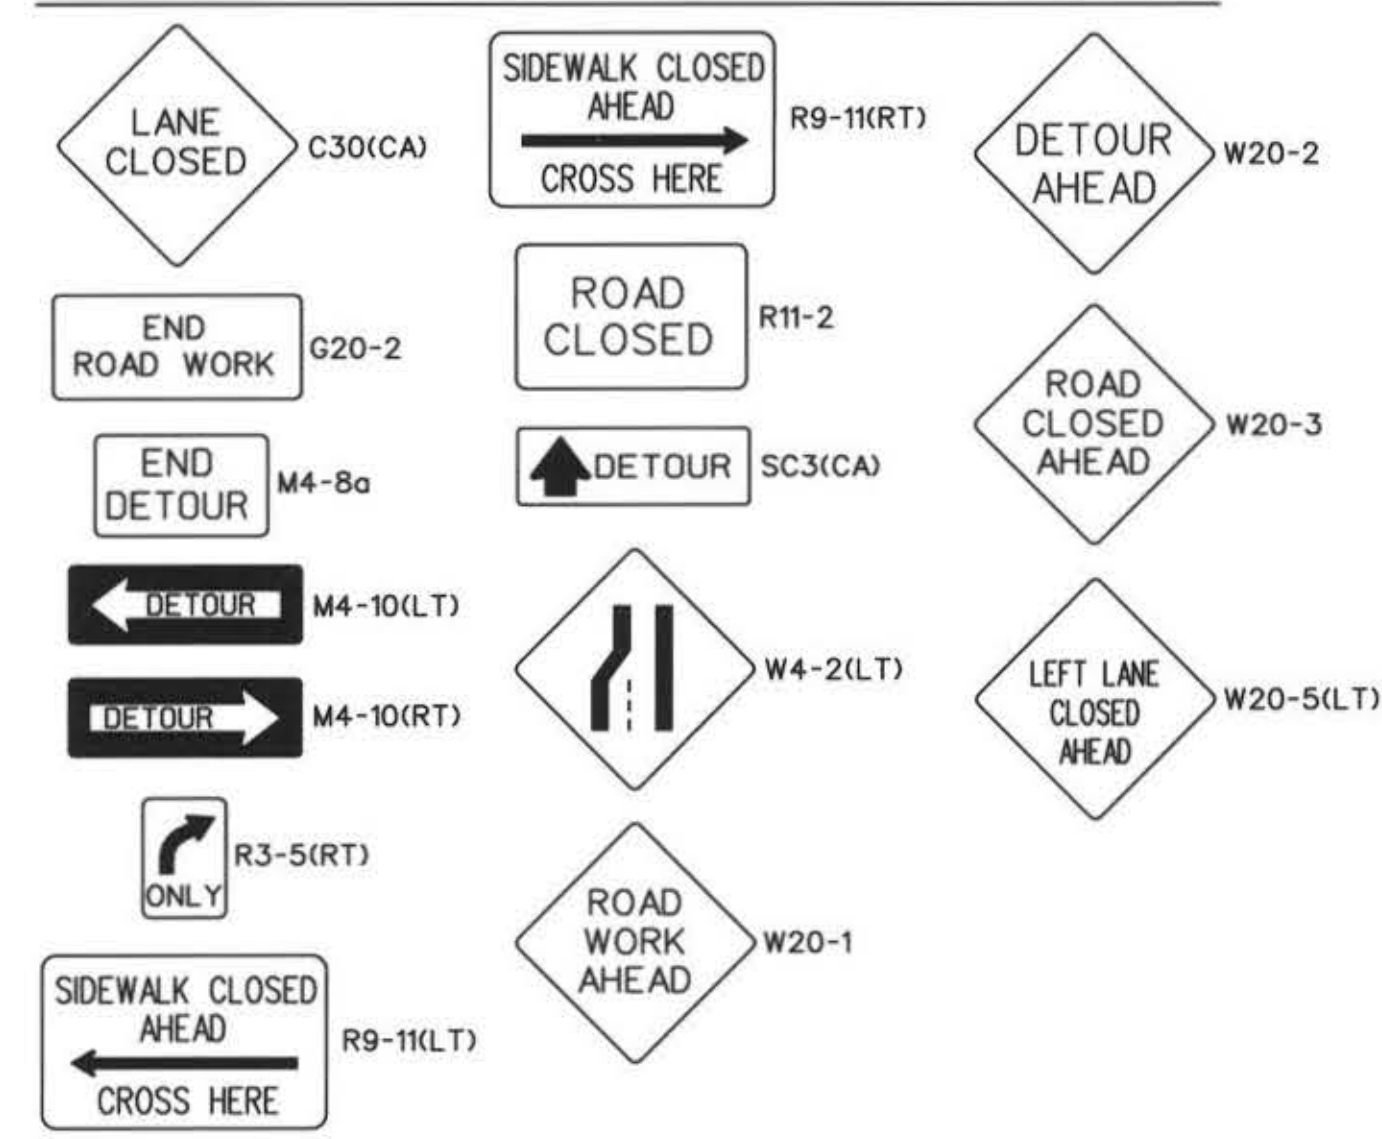 LANE
CLOSED
C30(CA)
END
ROAD WORK
G20-2
END
DETOUR
M4-8a
DETOUR
M4-10(LT)
DETOUR
M4-10(RT)
ONLY
R3-5(RT)
SIDEWALK CLOSED
AHEAD
CROSS HERE
R9-11(LT)
SIDEWALK CLOSED
AHEAD
CROSS HERE
R9-11(RT)
ROAD
CLOSED
R11-2
DETOUR
SC3(CA)
W4-2(LT)
ROAD
WORK
AHEAD
W20-1
DETOUR
AHEAD
W20-2
ROAD
CLOSED
AHEAD
W20-3
LEFT LANE
CLOSED
AHEAD
W20-5(LT)